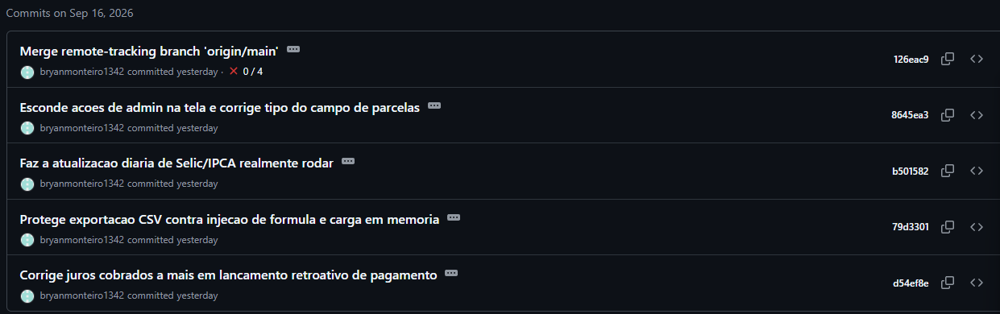 Commits on Sep 16, 2026
Merge remote-tracking branch 'origin/main'
bryanmonteiro1342 committed yesterday · 0 / 4
126eac9
Esconde acoes de admin na tela e corrige tipo do campo de parcelas
bryanmonteiro1342 committed yesterday
8645ea3
Faz a atualizacao diaria de Selic/IPCA realmente rodar
bryanmonteiro1342 committed yesterday
b501582
Protege exportacao CSV contra injecao de formula e carga em memoria
bryanmonteiro1342 committed yesterday
79d3301
Corrige juros cobrados a mais em lancamento retroativo de pagamento
bryanmonteiro1342 committed yesterday
d54ef8e